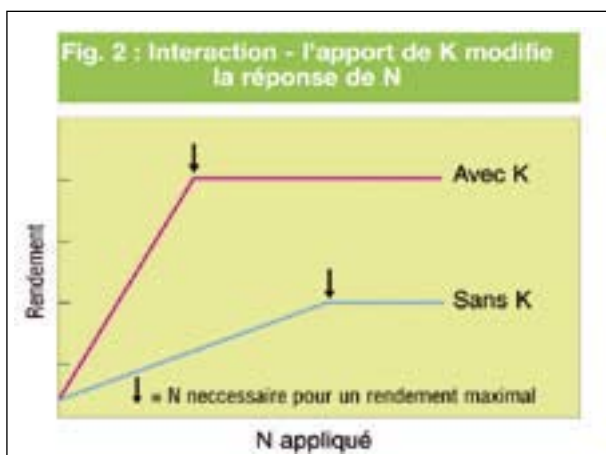 Fig. 2 : Interaction - l'apport de K modifie
la réponse de N
Avec K
Rendement
Sans K
= N neccessaire pour un rendement maximal
N appliqué